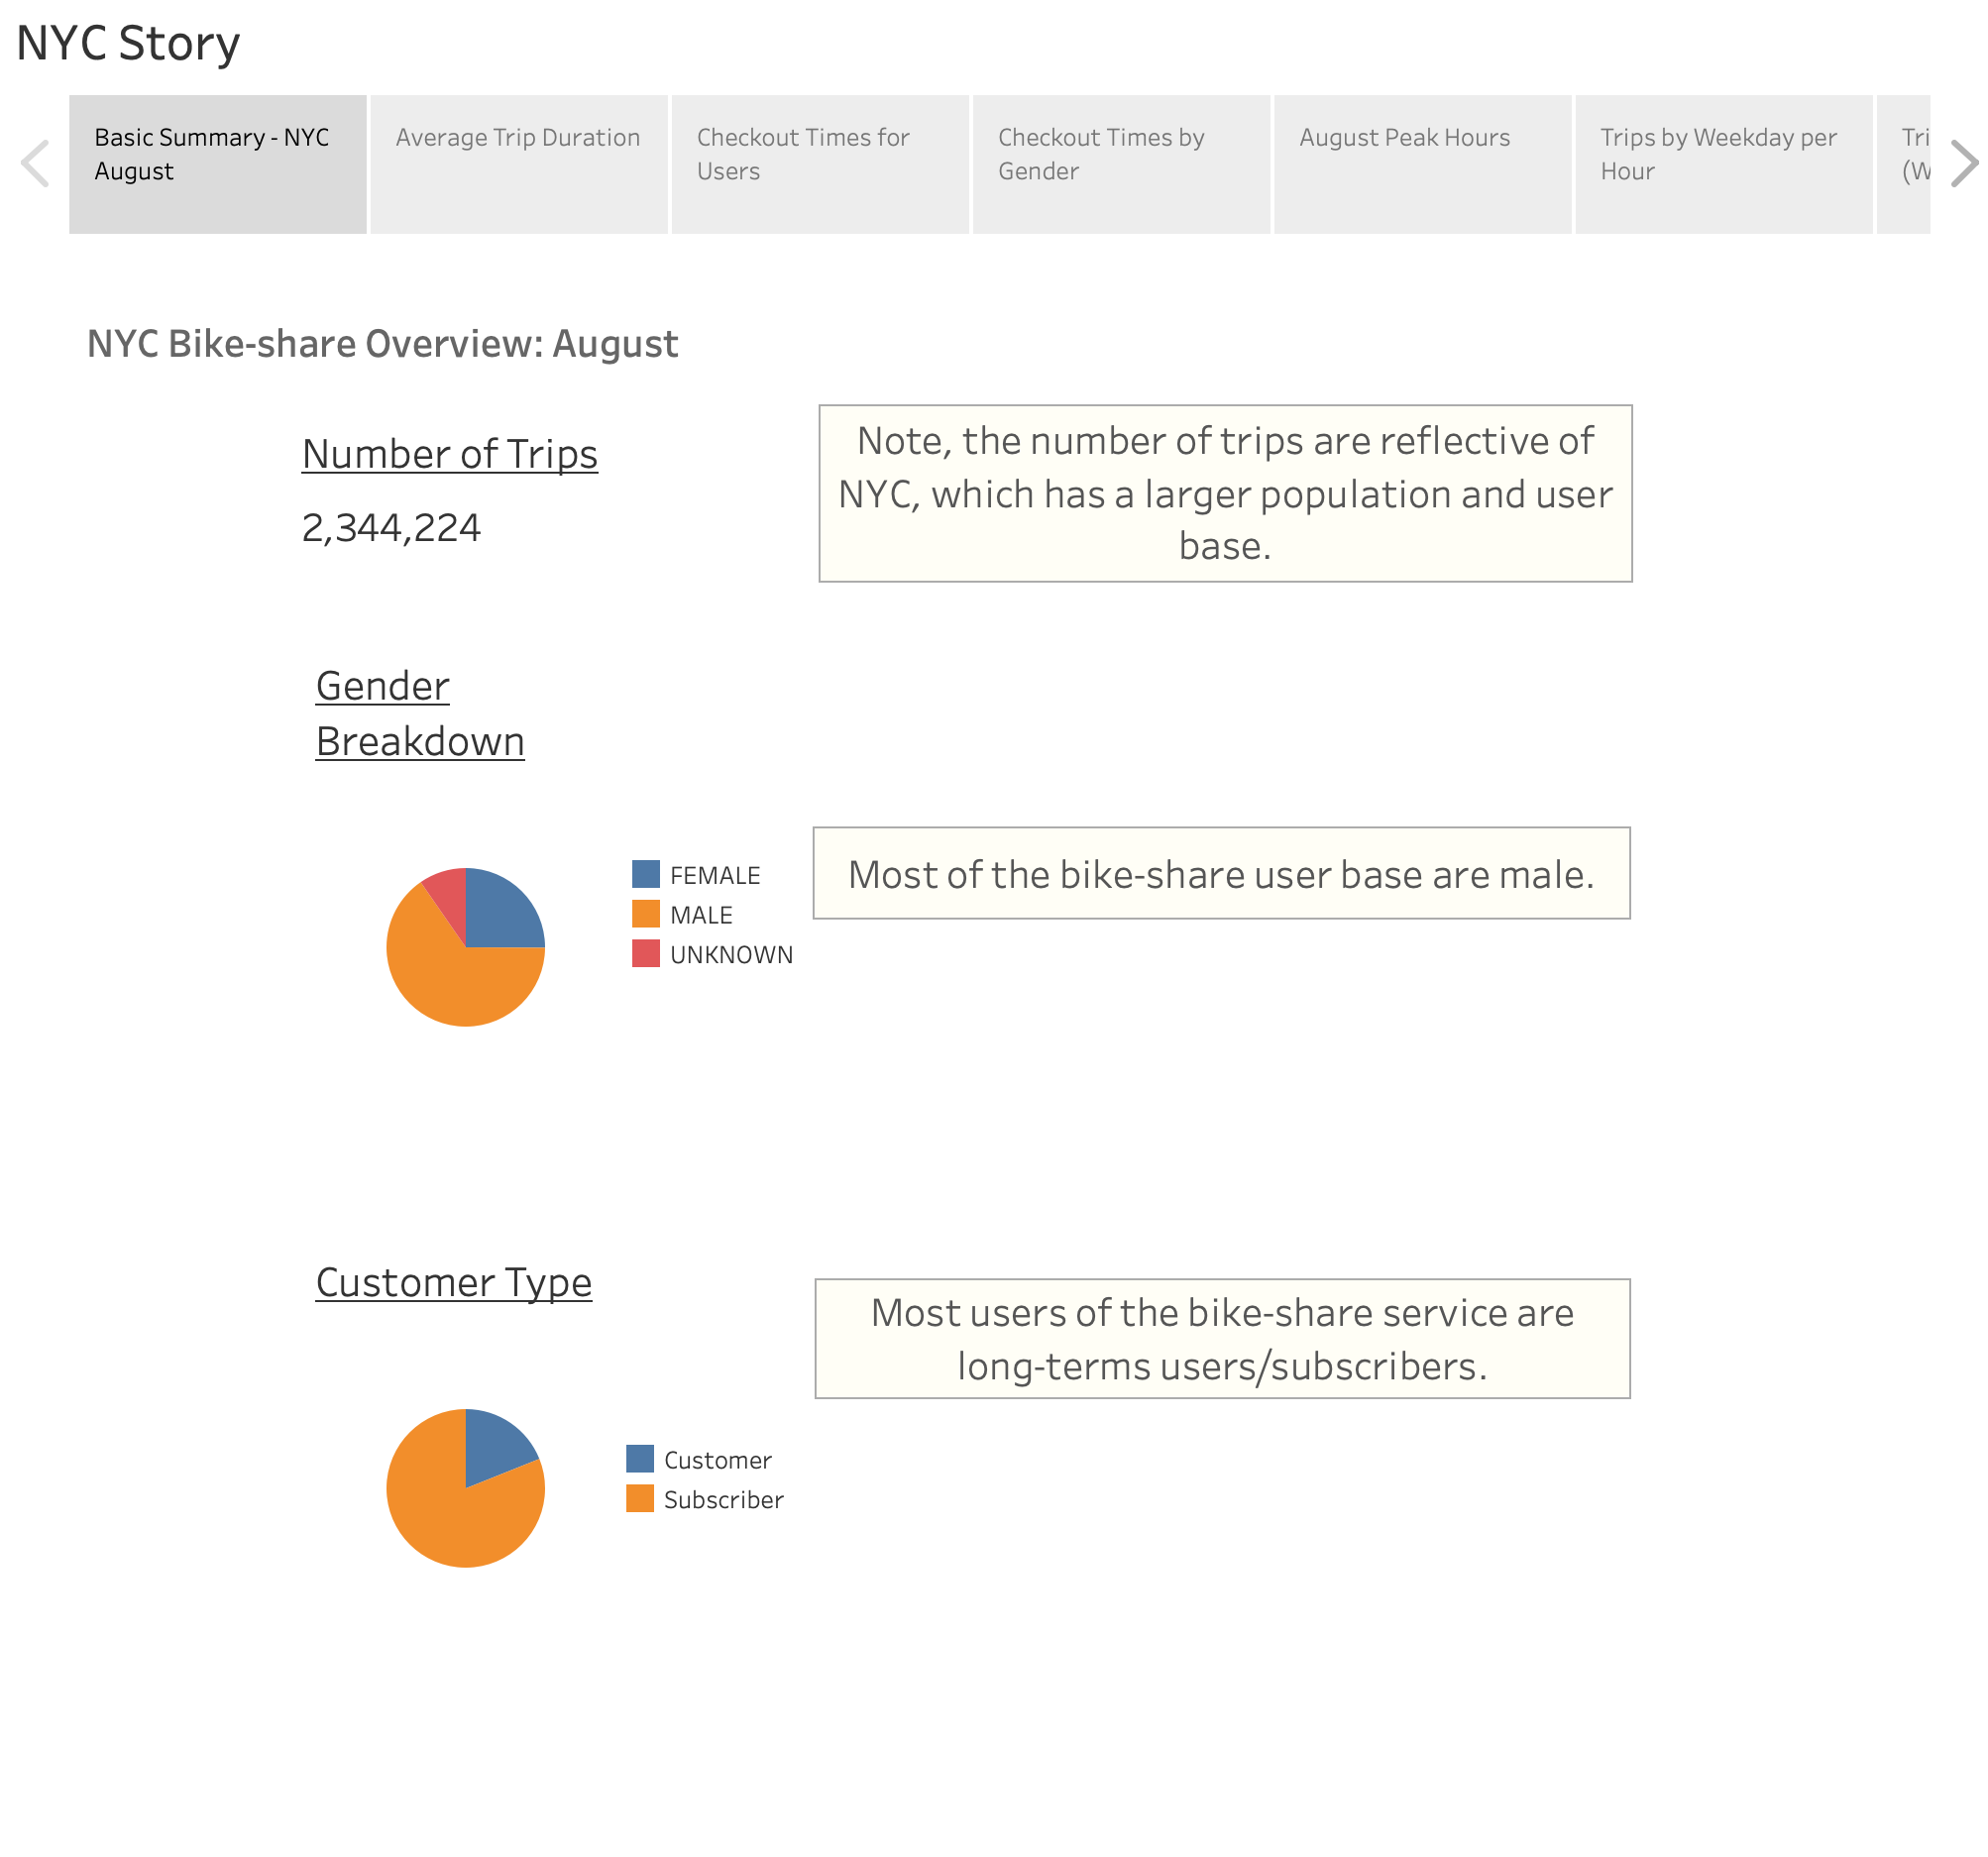 NYC Story
Basic Summary - NYC
August
Average Trip Duration
Checkout Times for
Users
Checkout Times by
Gender
August Peak Hours
Trips by Weekday per
Hour
NYC Bike-share Overview: August
Number of Trips
2,344,224
Note, the number of trips are reflective of
NYC, which has a larger population and user
base.
Gender
Breakdown
FEMALE
MALE
UNKNOWN
Most of the bike-share user base are male.
Customer Type
Most users of the bike-share service are
long-terms users/subscribers.
Customer
Subscriber